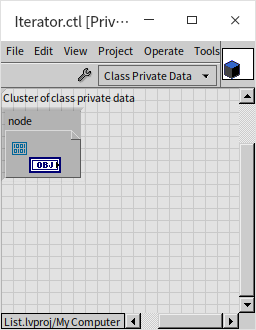 Iterator.ctl [Priv...
File Edit View Project Operate Tools
Class Private Data
Cluster of class private data
node
OBJ
List.lvproj/My Computer